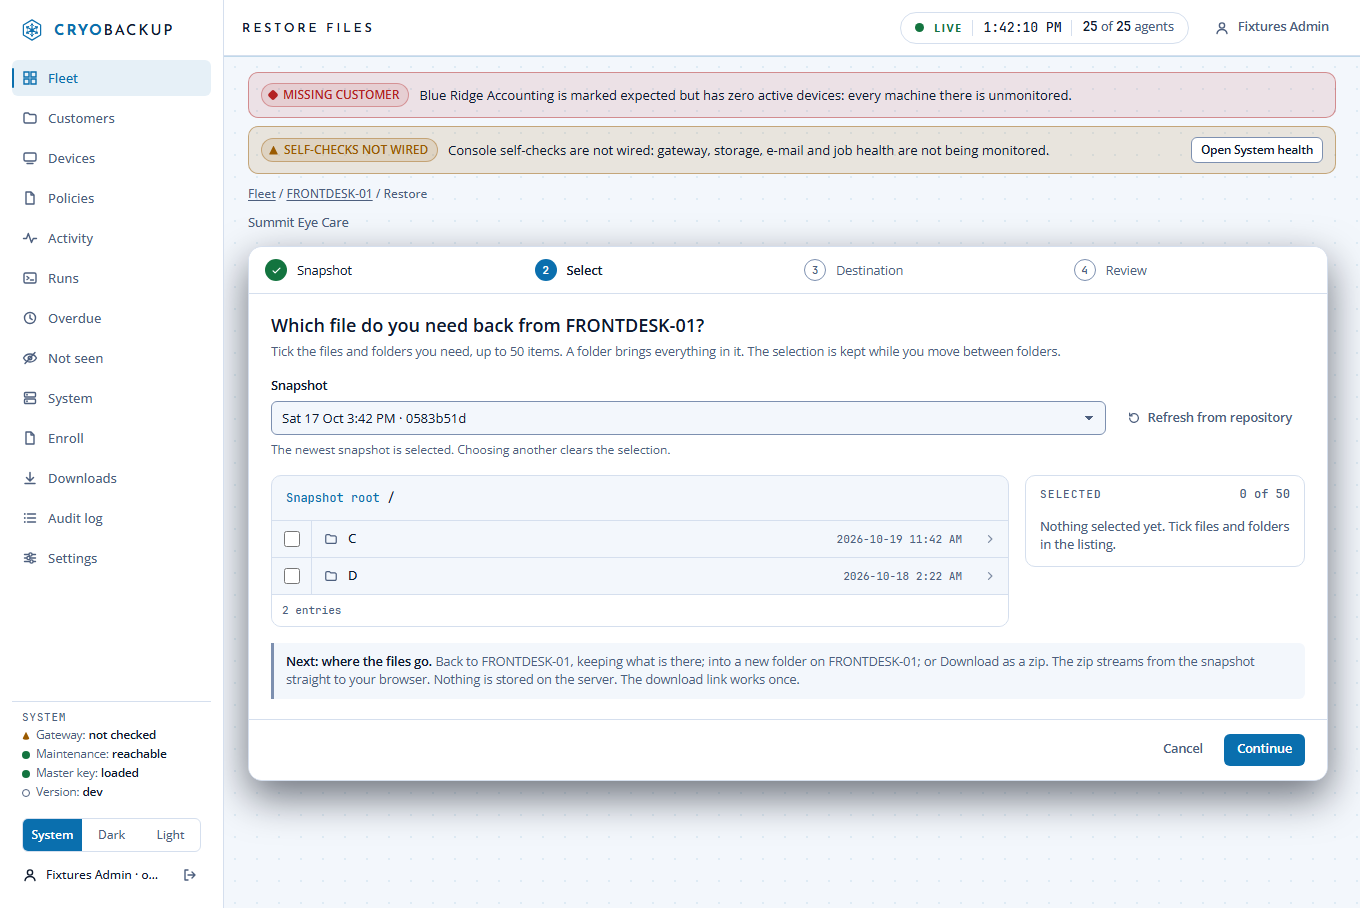 CRYOBACKUP
RESTORE FILES
LIVE 1:42:10 PM 25 of 25 agents
Fixtures Admin
Fleet
Customers
Devices
Policies
Activity
Runs
Overdue
Not seen
System
Enroll
Downloads
Audit log
Settings
SYSTEM
Gateway: not checked
Maintenance: reachable
Master key: loaded
Version: dev
System Dark Light
Fixtures Admin · o...
MISSING CUSTOMER Blue Ridge Accounting is marked expected but has zero active devices: every machine there is unmonitored.
SELF-CHECKS NOT WIRED Console self-checks are not wired: gateway, storage, e-mail and job health are not being monitored. Open System health
Fleet / FRONTDESK-01 / Restore
Summit Eye Care
Snapshot 2 Select 3 Destination 4 Review
Which file do you need back from FRONTDESK-01?
Tick the files and folders you need, up to 50 items. A folder brings everything in it. The selection is kept while you move between folders.
Snapshot
Sat 17 Oct 3:42 PM · 0583b51d
Refresh from repository
The newest snapshot is selected. Choosing another clears the selection.
Snapshot root /
C 2026-10-19 11:42 AM
D 2026-10-18 2:22 AM
2 entries
SELECTED 0 of 50
Nothing selected yet. Tick files and folders
in the listing.
Next: where the files go. Back to FRONTDESK-01, keeping what is there; into a new folder on FRONTDESK-01; or Download as a zip. The zip streams from the snapshot
straight to your browser. Nothing is stored on the server. The download link works once.
Cancel Continue